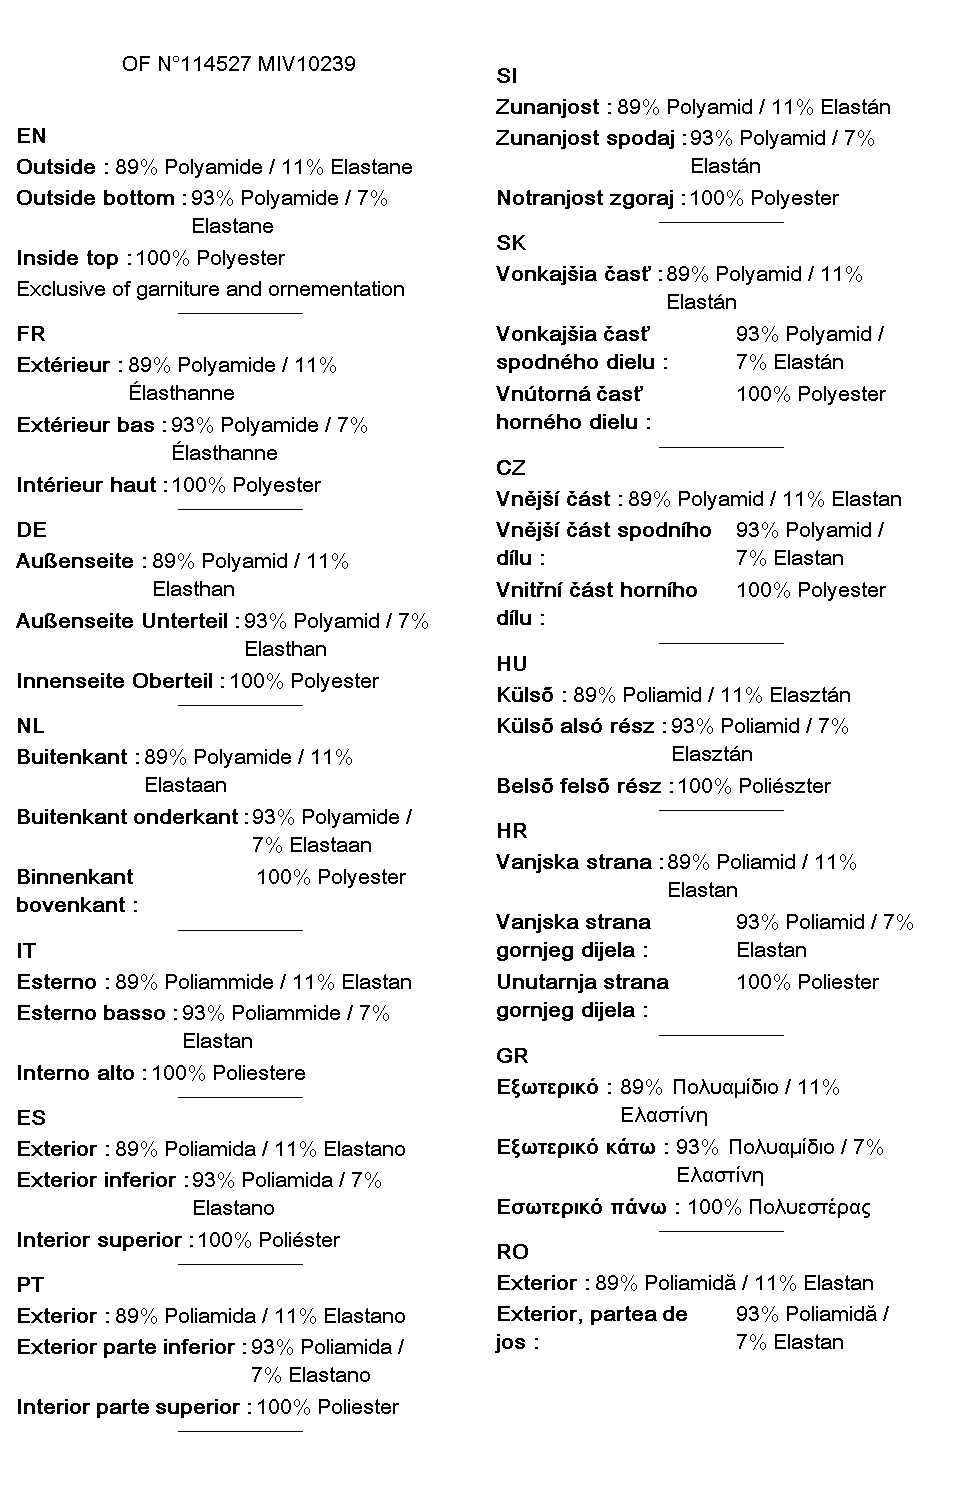 OF N°114527 MIV10239
EN
Outside : 89% Polyamide / 11% Elastane
Outside bottom : 93% Polyamide / 7%
Elastane
Inside top : 100% Polyester
Exclusive of garniture and ornementation
FR
Extérieur : 89% Polyamide / 11%
Élasthanne
Extérieur bas : 93% Polyamide / 7%
Élasthanne
Intérieur haut : 100% Polyester
DE
Außenseite : 89% Polyamid / 11%
Elasthan
Außenseite Unterteil : 93% Polyamid / 7%
Elasthan
Innenseite Oberteil : 100% Polyester
NL
Buitenkant : 89% Polyamide / 11%
Elastaan
Buitenkant onderkant : 93% Polyamide /
7% Elastaan
Binnenkant 100% Polyester
bovenkant :
IT
Esterno : 89% Poliammide / 11% Elastan
Esterno basso : 93% Poliammide / 7%
Elastan
Interno alto : 100% Poliestere
ES
Exterior : 89% Poliamida / 11% Elastano
Exterior inferior : 93% Poliamida / 7%
Elastano
Interior superior : 100% Poliéster
PT
Exterior : 89% Poliamida / 11% Elastano
Exterior parte inferior : 93% Poliamida /
7% Elastano
Interior parte superior : 100% Poliester
SI
Zunanjost : 89% Polyamid / 11% Elastán
Zunanjost spodaj : 93% Polyamid / 7%
Elastán
Notranjost zgoraj : 100% Polyester
SK
Vonkajšia časť : 89% Polyamid / 11%
Elastán
Vonkajšia časť 93% Polyamid /
spodného dielu : 7% Elastán
Vnútorná časť 100% Polyester
horného dielu :
CZ
Vnější část : 89% Polyamid / 11% Elastan
Vnější část spodního 93% Polyamid /
dílu : 7% Elastan
Vnitřní část horního 100% Polyester
dílu :
HU
Külső : 89% Poliamid / 11% Elasztán
Külső alsó rész : 93% Poliamid / 7%
Elasztán
Belső felső rész : 100% Poliészter
HR
Vanjska strana : 89% Poliamid / 11%
Elastan
Vanjska strana 93% Poliamid / 7%
gornjeg dijela : Elastan
Unutarnja strana 100% Poliester
gornjeg dijela :
GR
Εξωτερικό : 89% Πολυαμίδιο / 11%
Ελαστίνη
Εξωτερικό κάτω : 93% Πολυαμίδιο / 7%
Ελαστίνη
Εσωτερικό πάνω : 100% Πολυεστέρας
RO
Exterior : 89% Poliamidă / 11% Elastan
Exterior, partea de 93% Poliamidă /
jos : 7% Elastan